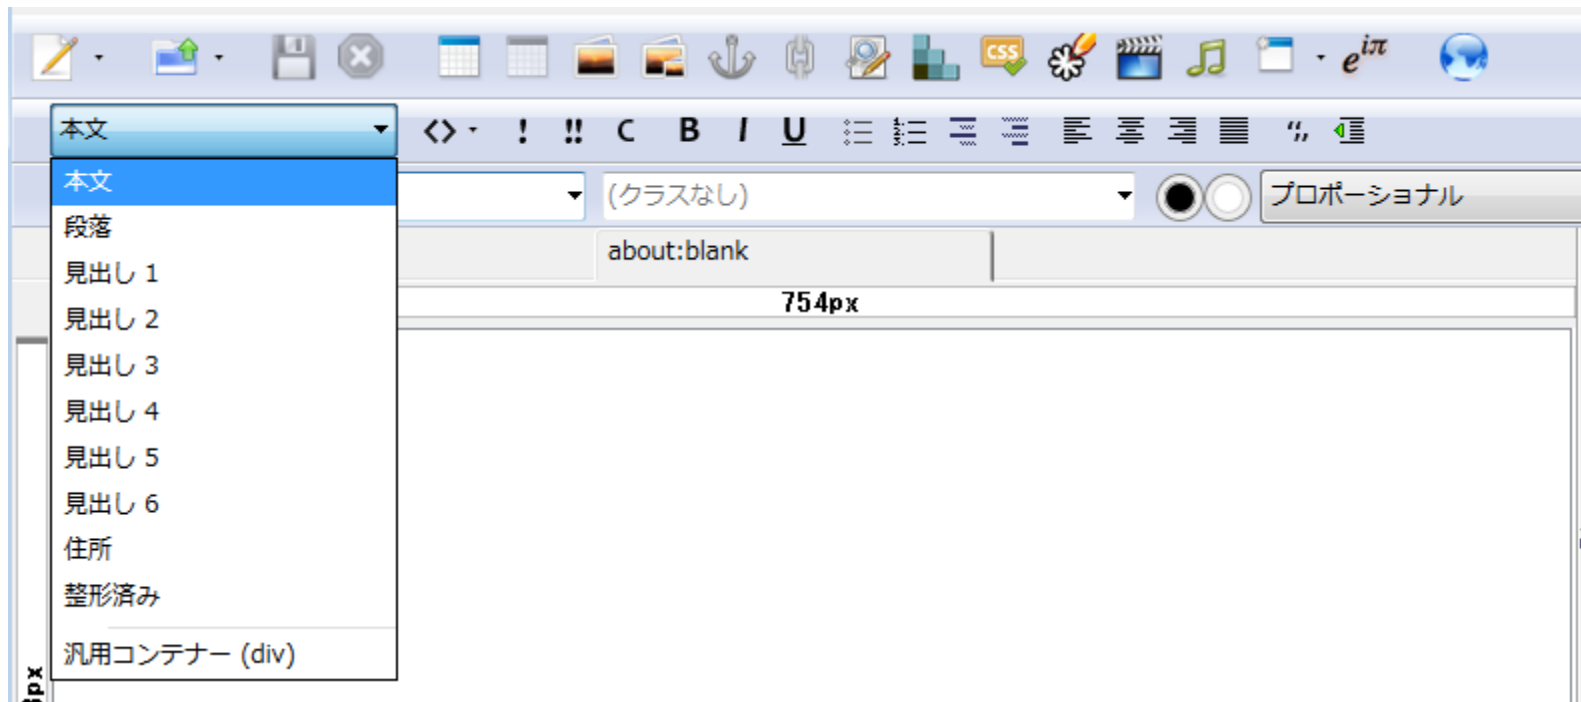 CSS
e^iπ
本文
<> ! !! C B I U
本文
(クラスなし)
プロポーショナル
段落
about:blank
見出し 1
754px
見出し 2
見出し 3
見出し 4
見出し 5
見出し 6
住所
整形済み
汎用コンテナー (div)
px